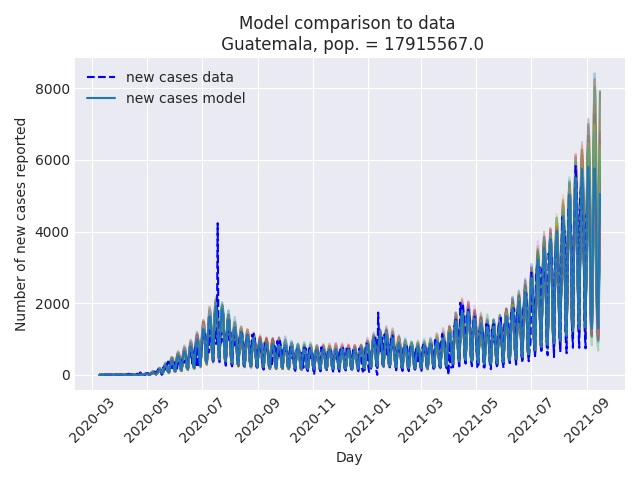 Model comparison to data
Guatemala, pop. = 17915567.0
new cases data
new cases model
Number of new cases reported
8000
6000
4000
2000
0
2020-03
2020-05
2020-07
2020-09
2020-11
2021-01
2021-03
2021-05
2021-07
2021-09
Day